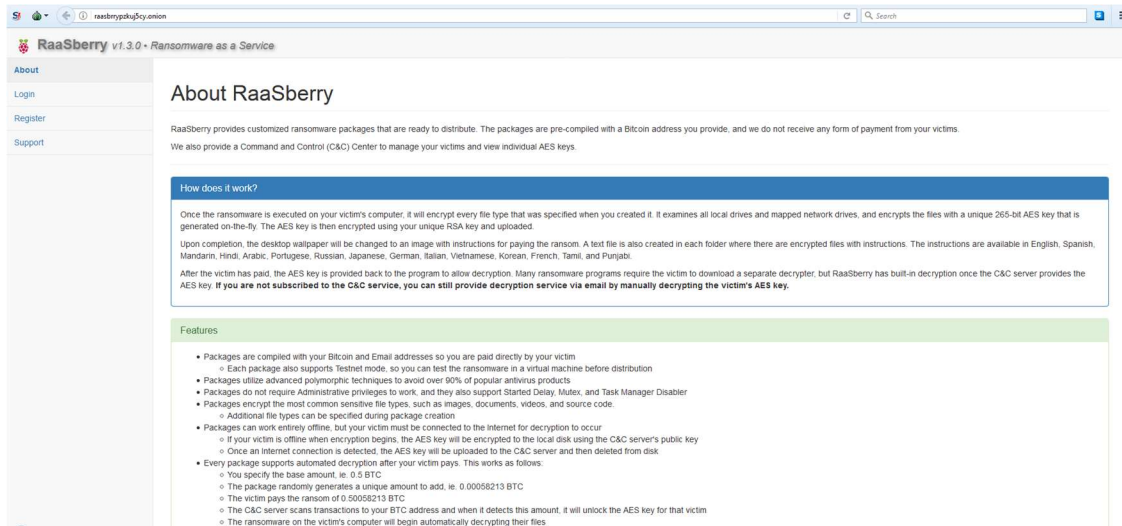 raasbrrypzkuj5cy.onion
Search
RaaSberry v1.3.0 • Ransomware as a Service
About
Login
Register
Support
About RaaSberry
RaaSberry provides customized ransomware packages that are ready to distribute. The packages are pre-compiled with a Bitcoin address you provide, and we do not receive any form of payment from your victims.
We also provide a Command and Control (C&C) Center to manage your victims and view individual AES keys.
How does it work?
Once the ransomware is executed on your victim's computer, it will encrypt every file type that was specified when you created it. It examines all local drives and mapped network drives, and encrypts the files with a unique 265-bit AES key that is
generated on-the-fly. The AES key is then encrypted using your unique RSA key and uploaded.
Upon completion, the desktop wallpaper will be changed to an image with instructions for paying the ransom. A text file is also created in each folder where there are encrypted files with instructions. The instructions are available in English, Spanish,
Mandarin, Hindi, Arabic, Portugese, Russian, Japanese, German, Italian, Vietnamese, Korean, French, Tamil, and Punjabi.
After the victim has paid, the AES key is provided back to the program to allow decryption. Many ransomware programs require the victim to download a separate decrypter, but RaaSberry has built-in decryption once the C&C server provides the
AES key. If you are not subscribed to the C&C service, you can still provide decryption service via email by manually decrypting the victim's AES key.
Features
• Packages are compiled with your Bitcoin and Email addresses so you are paid directly by your victim
○ Each package also supports Testnet mode, so you can test the ransomware in a virtual machine before distribution
• Packages utilize advanced polymorphic techniques to avoid over 90% of popular antivirus products
• Packages do not require Administrative privileges to work, and they also support Started Delay, Mutex, and Task Manager Disabler
• Packages encrypt the most common sensitive file types, such as images, documents, videos, and source code.
○ Additional file types can be specified during package creation
• Packages can work entirely offline, but your victim must be connected to the Internet for decryption to occur
○ If your victim is offline when encryption begins, the AES key will be encrypted to the local disk using the C&C server's public key
○ Once an Internet connection is detected, the AES key will be uploaded to the C&C server and then deleted from disk
• Every package supports automated decryption after your victim pays. This works as follows:
○ You specify the base amount, ie. 0.5 BTC
○ The package randomly generates a unique amount to add, ie. 0.00058213 BTC
○ The victim pays the ransom of 0.50058213 BTC
○ The C&C server scans transactions to your BTC address and when it detects this amount, it will unlock the AES key for that victim
○ The ransomware on the victim's computer will begin automatically decrypting their files